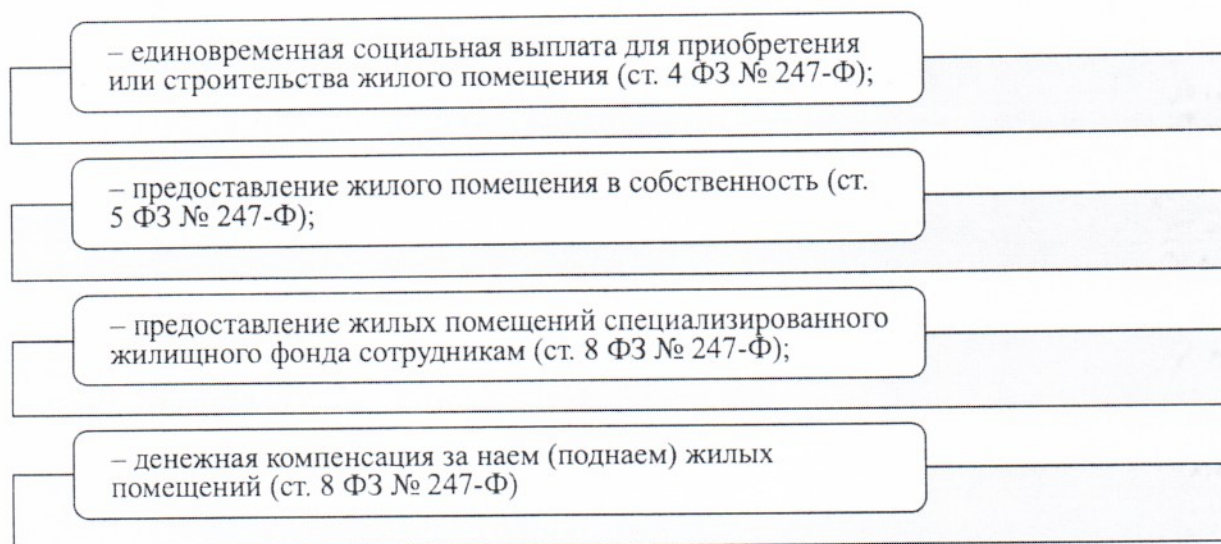 – единовременная социальная выплата для приобретения
или строительства жилого помещения (ст. 4 ФЗ № 247-Ф);
– предоставление жилого помещения в собственность (ст.
5 ФЗ № 247-Ф);
– предоставление жилых помещений специализированного
жилищного фонда сотрудникам (ст. 8 ФЗ № 247-Ф);
– денежная компенсация за наем (поднаем) жилых
помещений (ст. 8 ФЗ № 247-Ф)